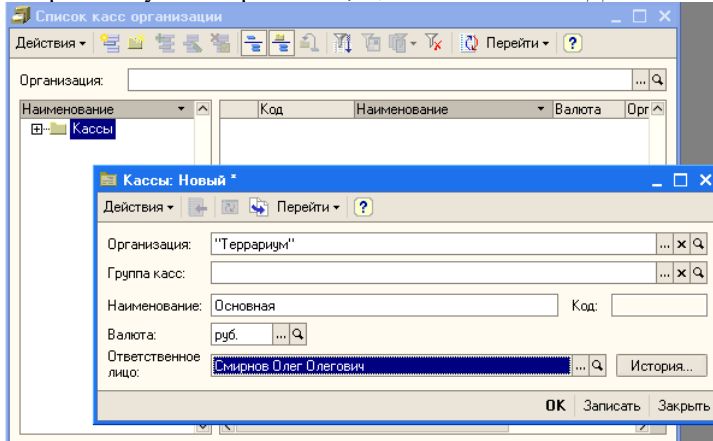 Список касс организации
Действия Перейти ?
Организация: ...
Наименование Код Наименование Валюта Орг
Кассы
Кассы: Новый *
Действия Перейти ?
Организация: "Террариум" ...
Группа касс: ...
Наименование: Основная Код:
Валюта: руб. ...
Ответственное
лицо: Смирнов Олег Олегович ... История...
OK Записать Закрыть